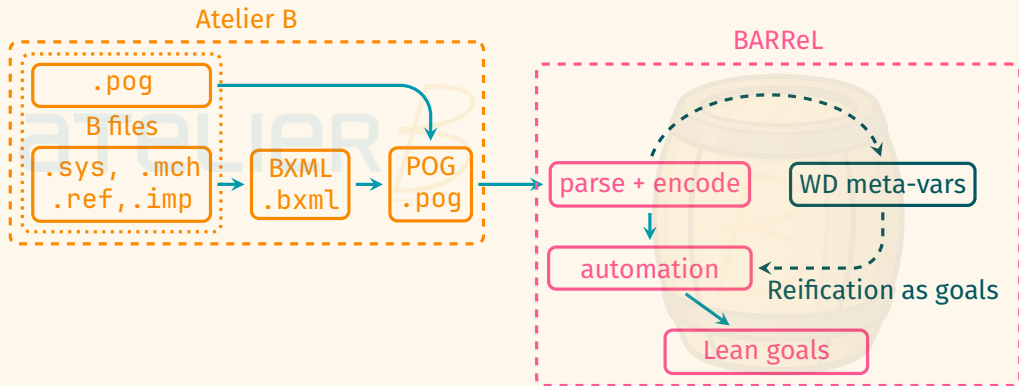 Atelier B
BARReL
.pog
B files
ATELIER B
.sys, .mch
.ref,.imp
BXML
.bxml
POG
.pog
parse + encode
WD meta-vars
automation
Reification as goals
Lean goals